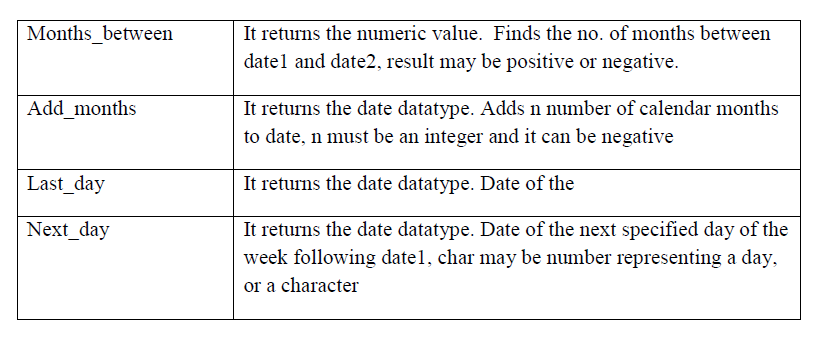 Months_between
It returns the numeric value.  Finds the no. of months between
date1 and date2, result may be positive or negative.
Add_months
It returns the date datatype. Adds n number of calendar months
to date, n must be an integer and it can be negative
Last_day
It returns the date datatype. Date of the
Next_day
It returns the date datatype. Date of the next specified day of the
week following date1, char may be number representing a day,
or a character